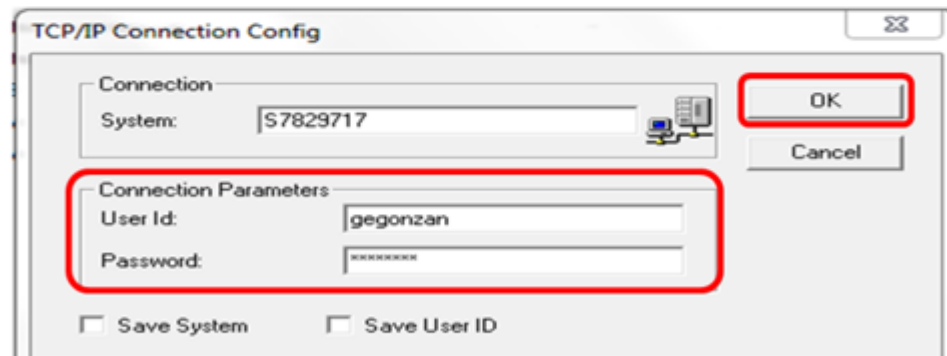 TCP/IP Connection Config
Connection
System: S7829717
OK
Cancel
Connection Parameters
User Id: gegonzan
Password: ********
Save System Save User ID